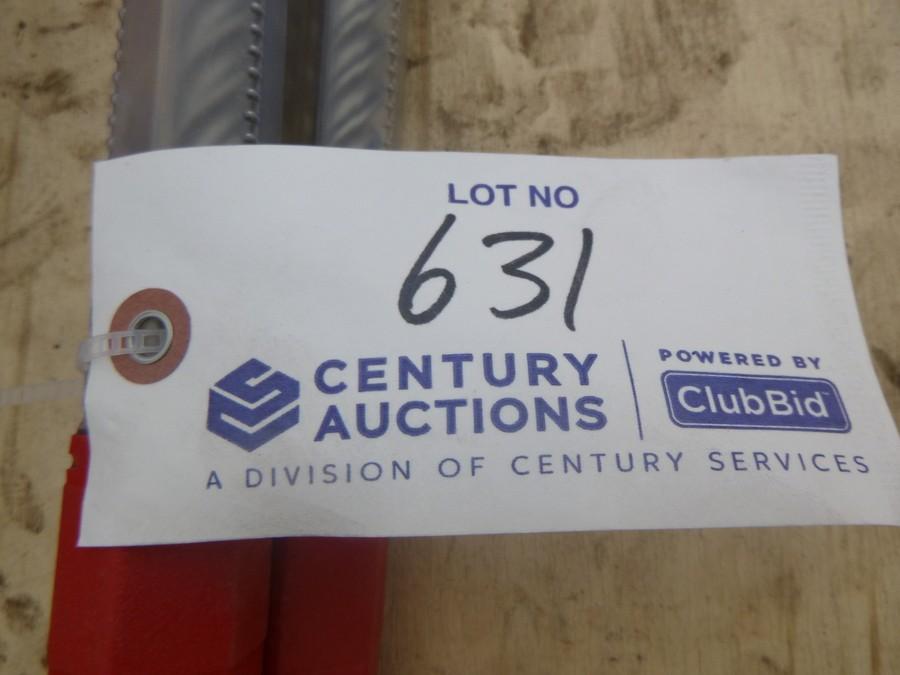 LOT NO
631
CENTURY
AUCTIONS
POWERED BY
ClubBid
A DIVISION OF CENTURY SERVICES